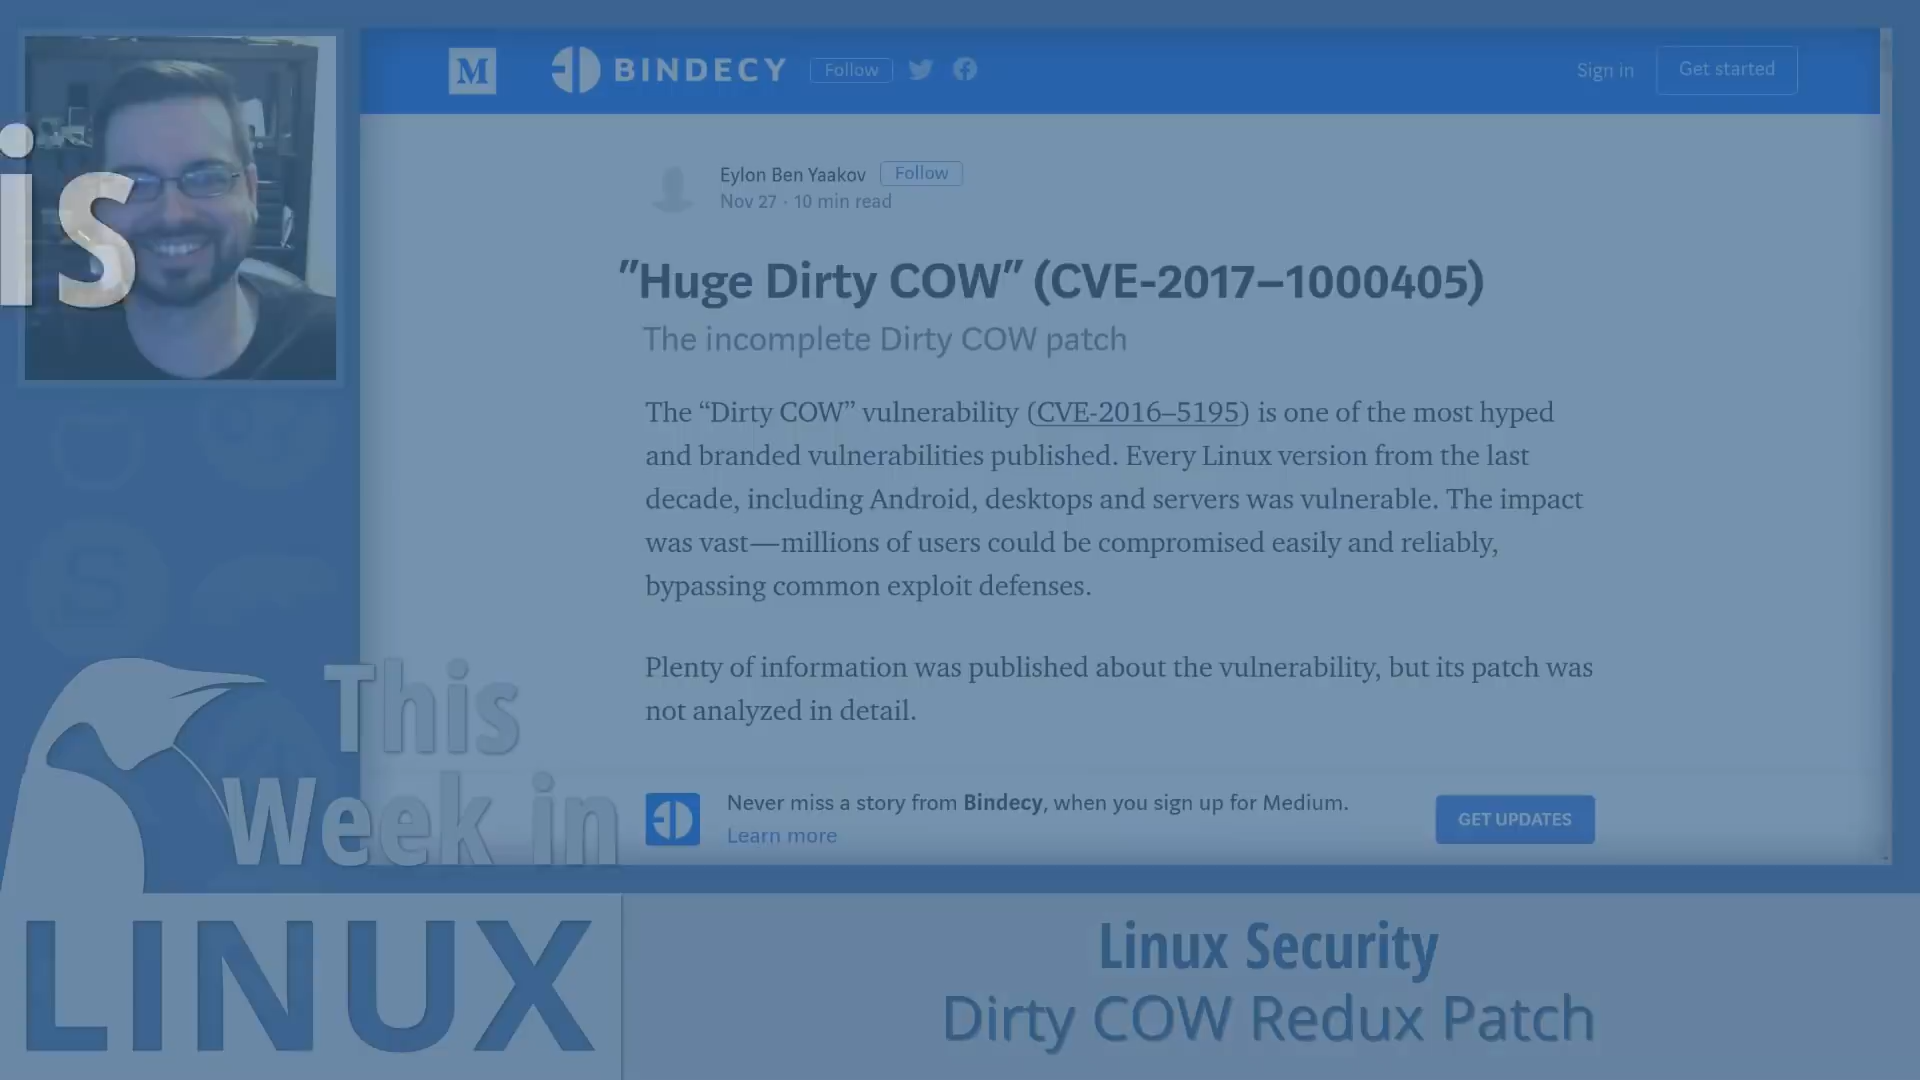 is
M
BINDECY
Follow
Sign in
Get started
Eylon Ben Yaakov
Follow
Nov 27 · 10 min read
"Huge Dirty COW" (CVE-2017–1000405)
The incomplete Dirty COW patch
The “Dirty COW” vulnerability (CVE-2016–5195) is one of the most hyped
and branded vulnerabilities published. Every Linux version from the last
decade, including Android, desktops and servers was vulnerable. The impact
was vast—millions of users could be compromised easily and reliably,
bypassing common exploit defenses.
Plenty of information was published about the vulnerability, but its patch was
not analyzed in detail.
Never miss a story from Bindecy, when you sign up for Medium.
Learn more
GET UPDATES
This
Week in
LINUX
Linux Security
Dirty COW Redux Patch